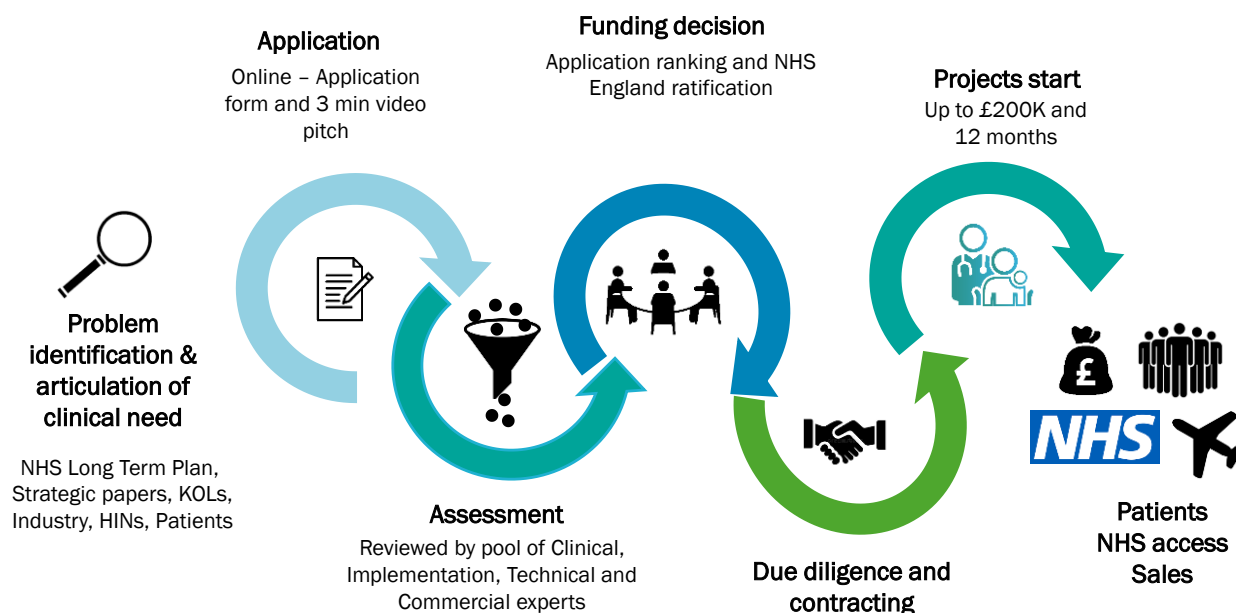 Problem
identification &
articulation of
clinical need
NHS Long Term Plan,
Strategic papers, KOLs,
Industry, HINs, Patients
Application
Online – Application
form and 3 min video
pitch
Assessment
Reviewed by pool of Clinical,
Implementation, Technical and
Commercial experts
Funding decision
Application ranking and NHS
England ratification
Due diligence and
contracting
Projects start
Up to £200K and
12 months
£
NHS
Patients
NHS access
Sales